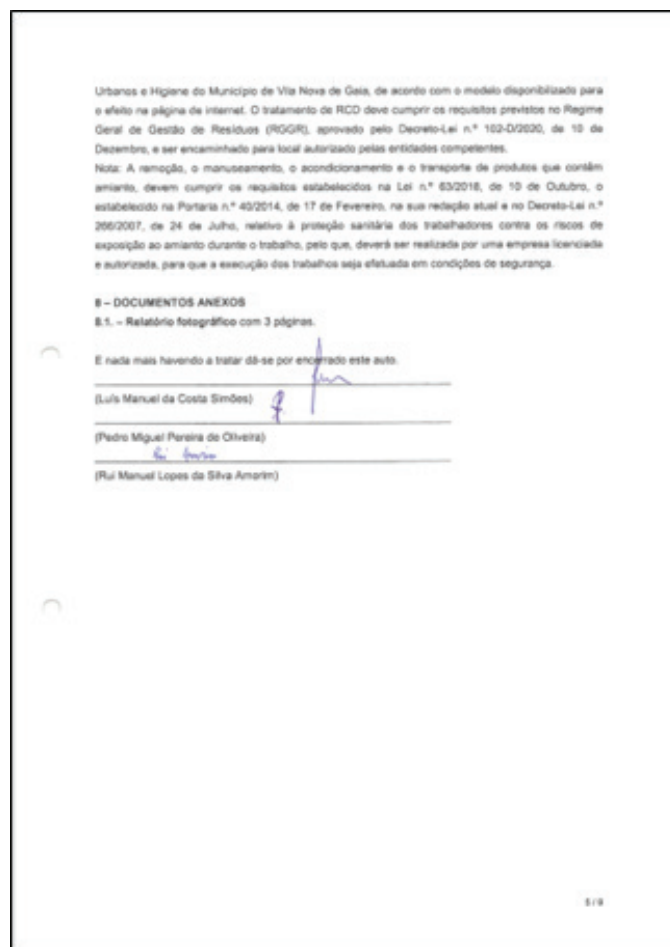 Urbanos e Higiene do Município de Vila Nova de Gaia, de acordo com o modelo disponibilizado para
o efeito na página de internet. O tratamento de RCD deve cumprir os requisitos previstos no Regime
Geral de Gestão de Resíduos (RGGR), aprovado pelo Decreto-Lei n.º 102-D/2020, de 10 de
Dezembro, e ser encaminhado para local autorizado pelas entidades competentes.
Nota: A remoção, o manuseamento, o acondicionamento e o transporte de produtos que contêm
amianto, devem cumprir os requisitos estabelecidos na Lei n.º 63/2018, de 10 de Outubro, o
estabelecido na Portaria n.º 40/2014, de 17 de Fevereiro, na sua redação atual e no Decreto-Lei n.º
266/2007, de 24 de Julho, relativo à proteção sanitária dos trabalhadores contra os riscos de
exposição ao amianto durante o trabalho, pelo que, deverá ser realizada por uma empresa licenciada
e autorizada, para que a execução dos trabalhos seja efetuada em condições de segurança.
8 – DOCUMENTOS ANEXOS
8.1. – Relatório fotográfico com 3 páginas.
E nada mais havendo a tratar dá-se por encerrado este auto.
(Luís Manuel da Costa Simões)
(Pedro Miguel Pereira de Oliveira)
Rui Amorim
(Rui Manuel Lopes da Silva Amorim)
5 / 9